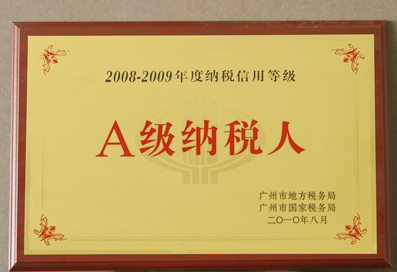 2008-2009年度纳税信用等级
A级纳税人
广州市地方税务局
广州市国家税务局
二〇一〇年八月